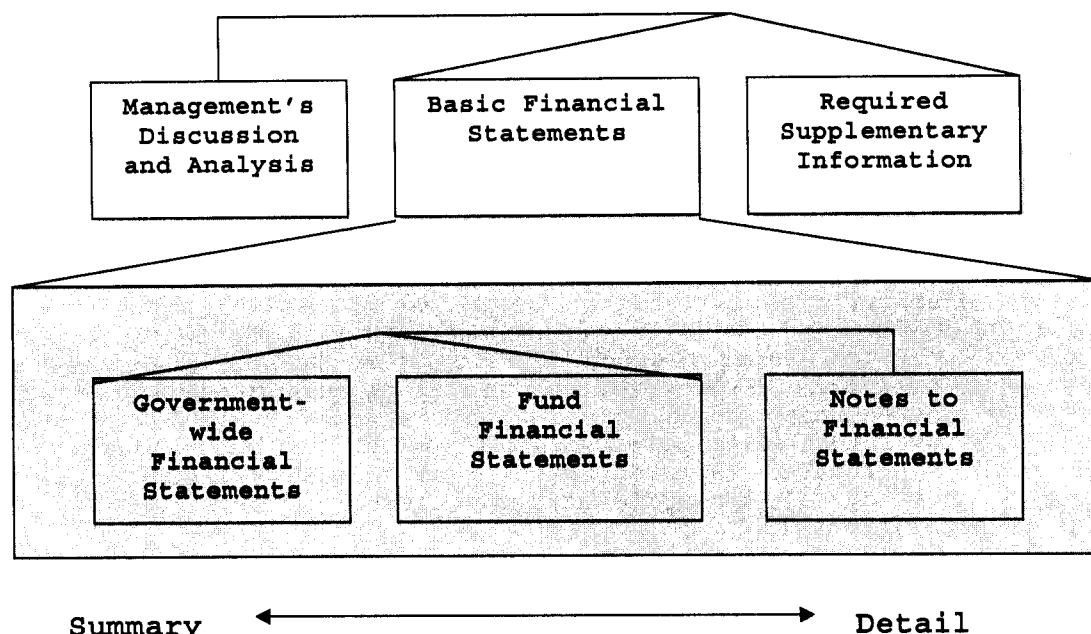 Management's
Discussion
and Analysis
Basic Financial
Statements
Required
Supplementary
Information
Government-
wide
Financial
Statements
Fund
Financial
Statements
Notes to
Financial
Statements
Summary
Detail